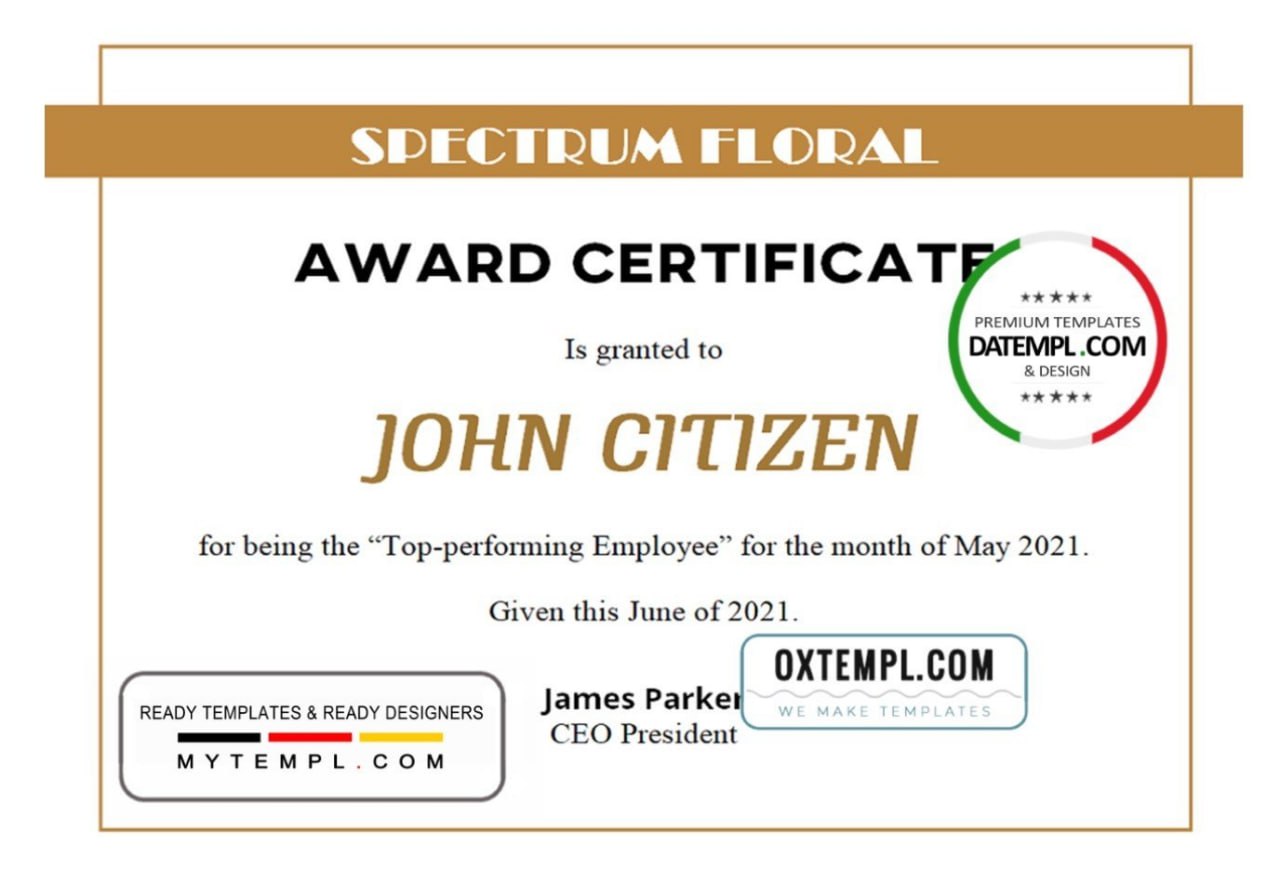 SPECTRUM FLORAL
AWARD CERTIFICATE
★★★★★
PREMIUM TEMPLATES
DATEMPL.COM
& DESIGN
★★★★★
Is granted to
JOHN CITIZEN
for being the “Top-performing Employee” for the month of May 2021.
Given this June of 2021.
OXTEMPL.COM
WE MAKE TEMPLATES
James Parker
CEO President
READY TEMPLATES & READY DESIGNERS
MYTEMPL.COM